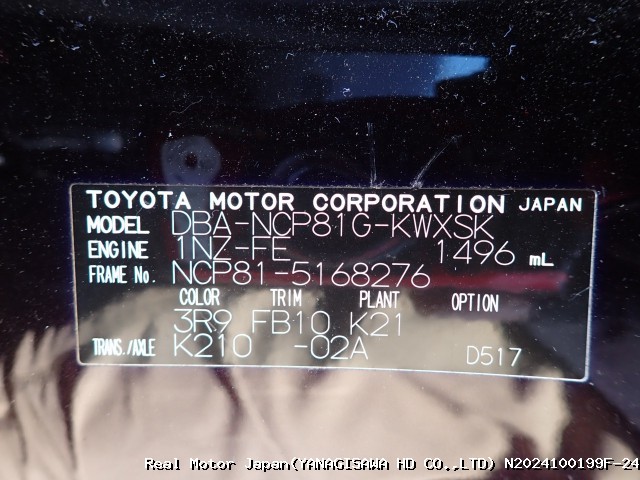 TOYOTA MOTOR CORPORATION JAPAN
MODEL DBA-NCP81G-KWXSK
ENGINE 1NZ-FE 1496 mL
FRAME No. NCP81-5168276
COLOR TRIM PLANT OPTION
3R9 FB10 K21
TRANS./AXLE K210 -02A D517
Real Motor Japan(YANAGISAWA HD CO.,LTD) N2024100199F-24